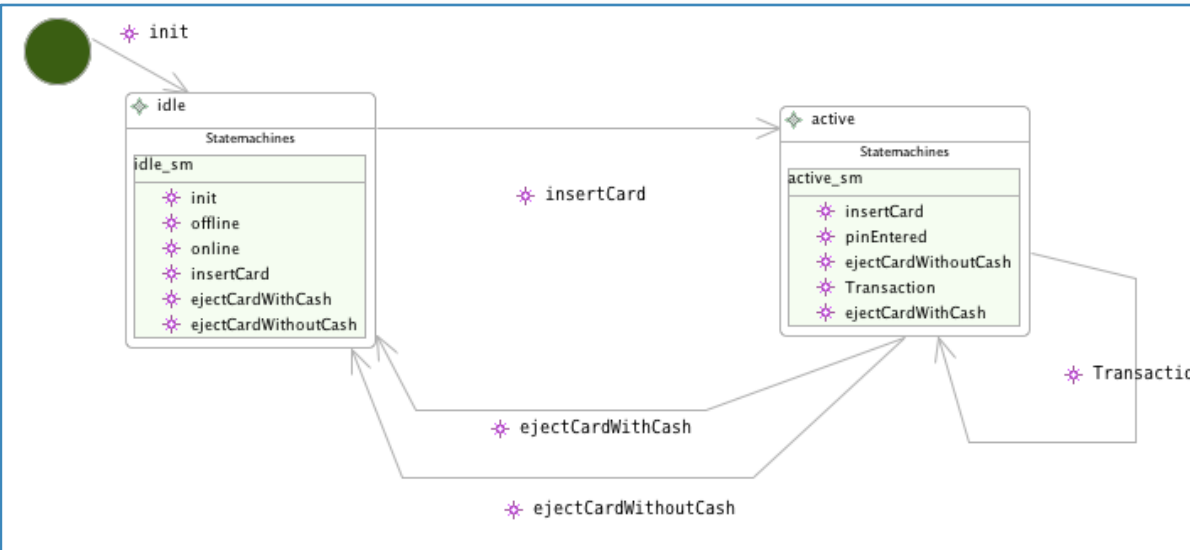 init
idle
Statemachines
idle_sm
init
offline
online
insertCard
ejectCardWithCash
ejectCardWithoutCash
insertCard
active
Statemachines
active_sm
insertCard
pinEntered
ejectCardWithoutCash
Transaction
ejectCardWithCash
Transactio
ejectCardWithCash
ejectCardWithoutCash